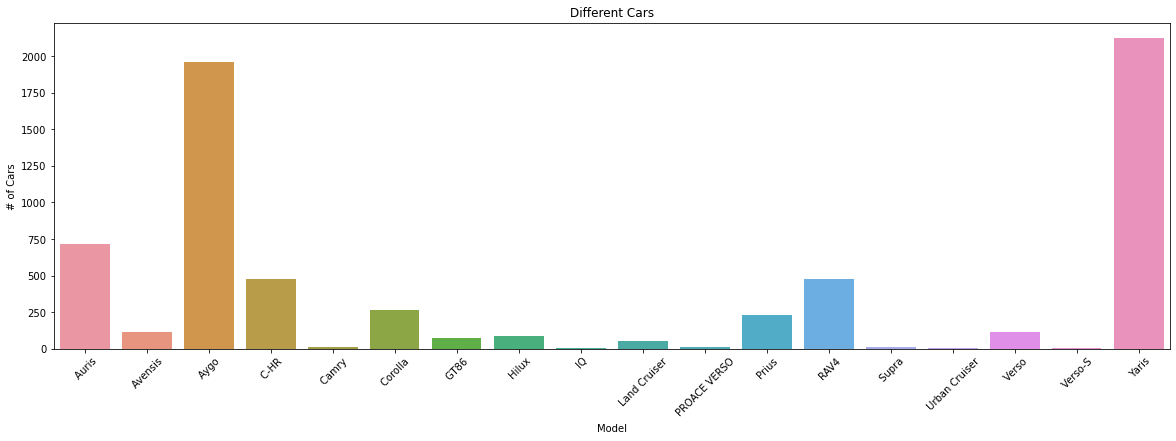 Different Cars
# of Cars
2000
1750
1500
1250
1000
750
500
250
0
Auris
Avensis
Aygo
C-HR
Camry
Corolla
GT86
Hilux
IQ
Land Cruiser
PROACE VERSO
Prius
RAV4
Supra
Urban Cruiser
Verso
Verso-S
Yaris
Model